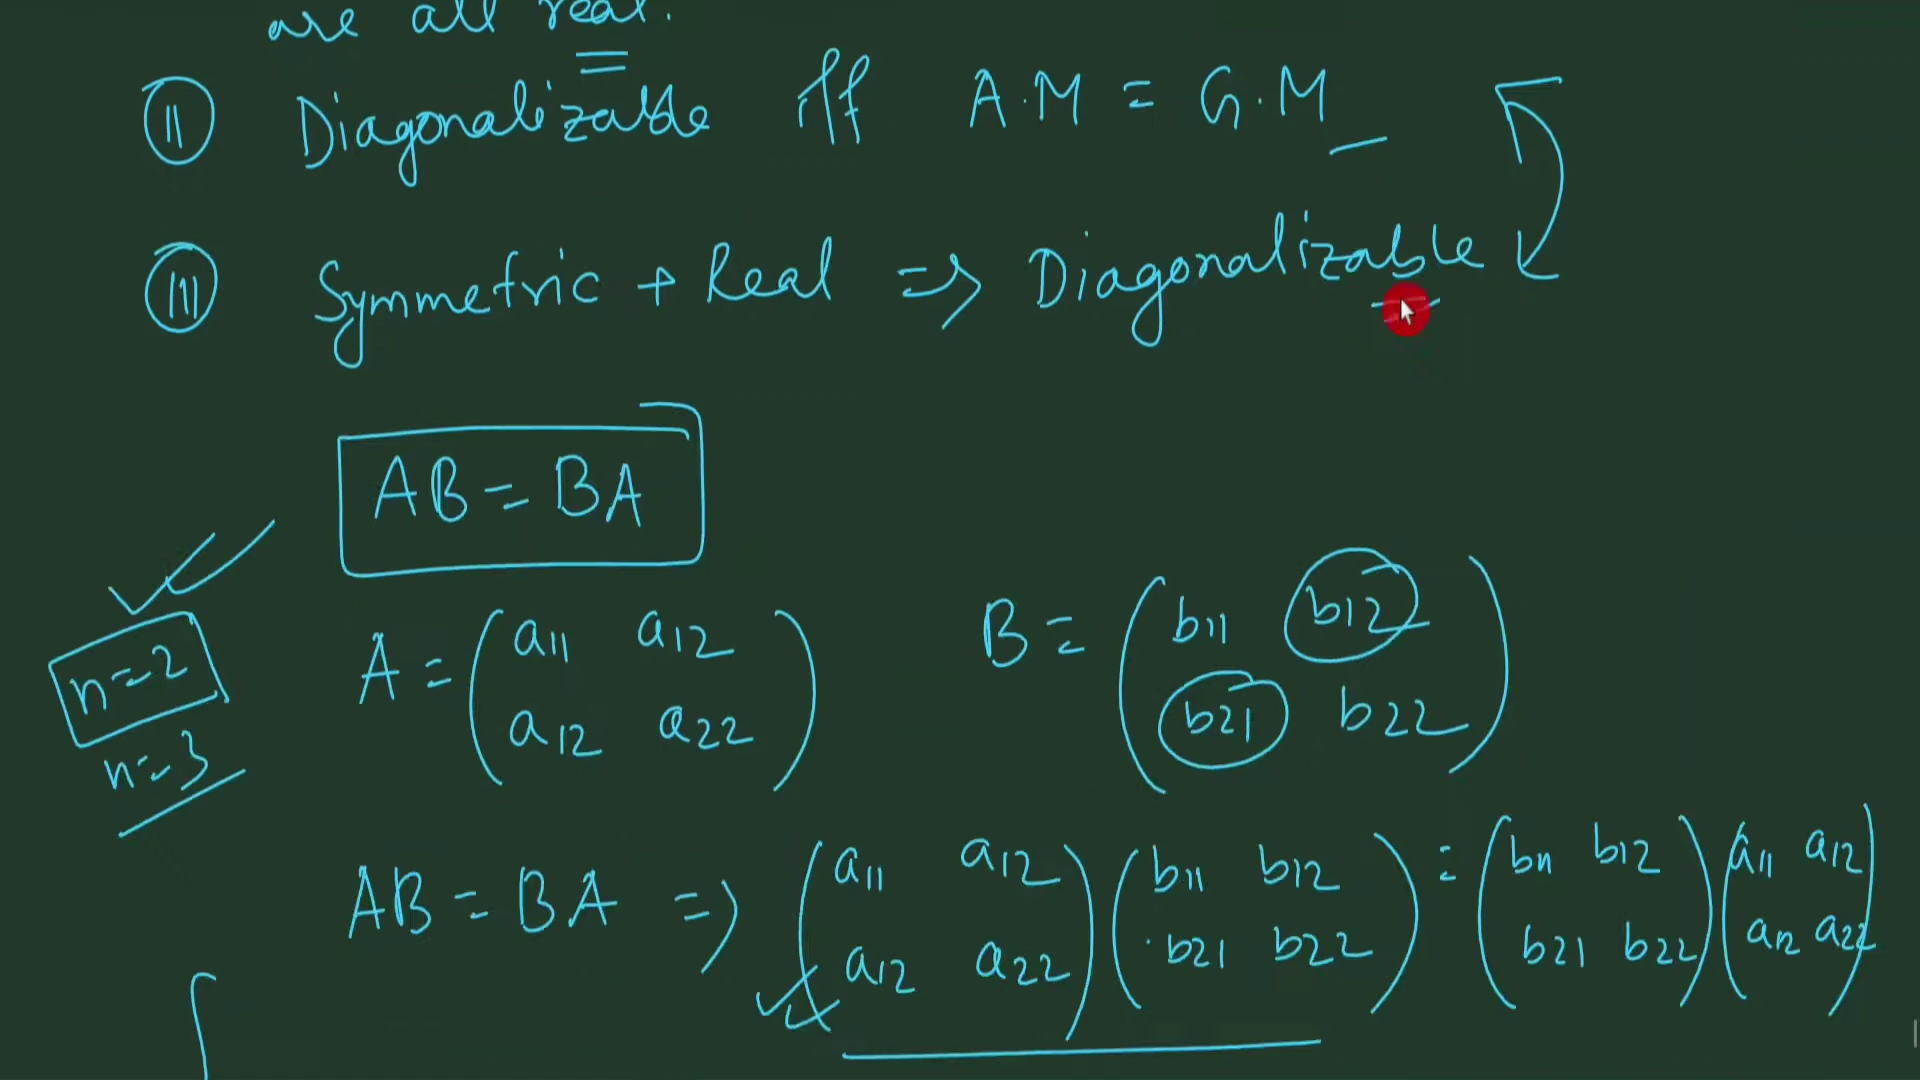 are all real.
(II) Diagonalizable iff A.M = G.M
(III) Symmetric + Real => Diagonalizable
AB = BA
n=2
n=3
A = ( a11 a12
a12 a22 )
B = ( b11 b12
b21 b22 )
AB = BA => ( a11 a12 ) ( b11 b12 ) = ( b11 b12 ) ( a11 a12 )
( a12 a22 ) ( b21 b22 ) ( b21 b22 ) ( a12 a22 )